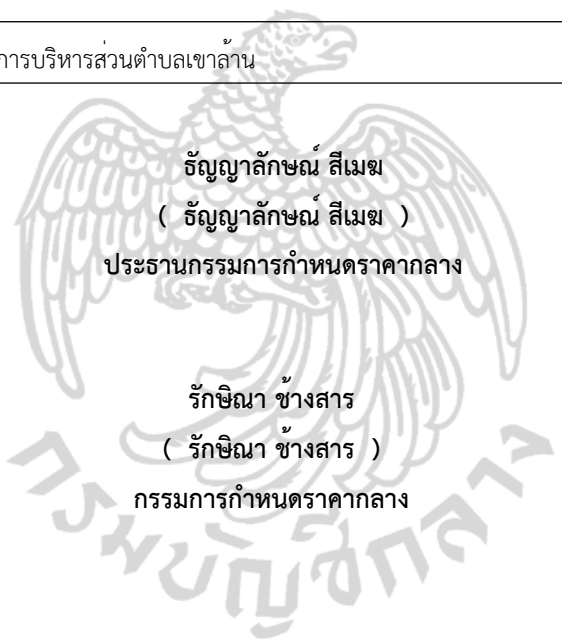 การบริหารส่วนตำบลเขาล้าน
ธัญญาลักษณ์ สีเมฆ
( ธัญญาลักษณ์ สีเมฆ )
ประธานกรรมการกำหนดราคากลาง
รักษิณา ช้างสาร
( รักษิณา ช้างสาร )
กรรมการกำหนดราคากลาง
กรมบัญชีกลาง